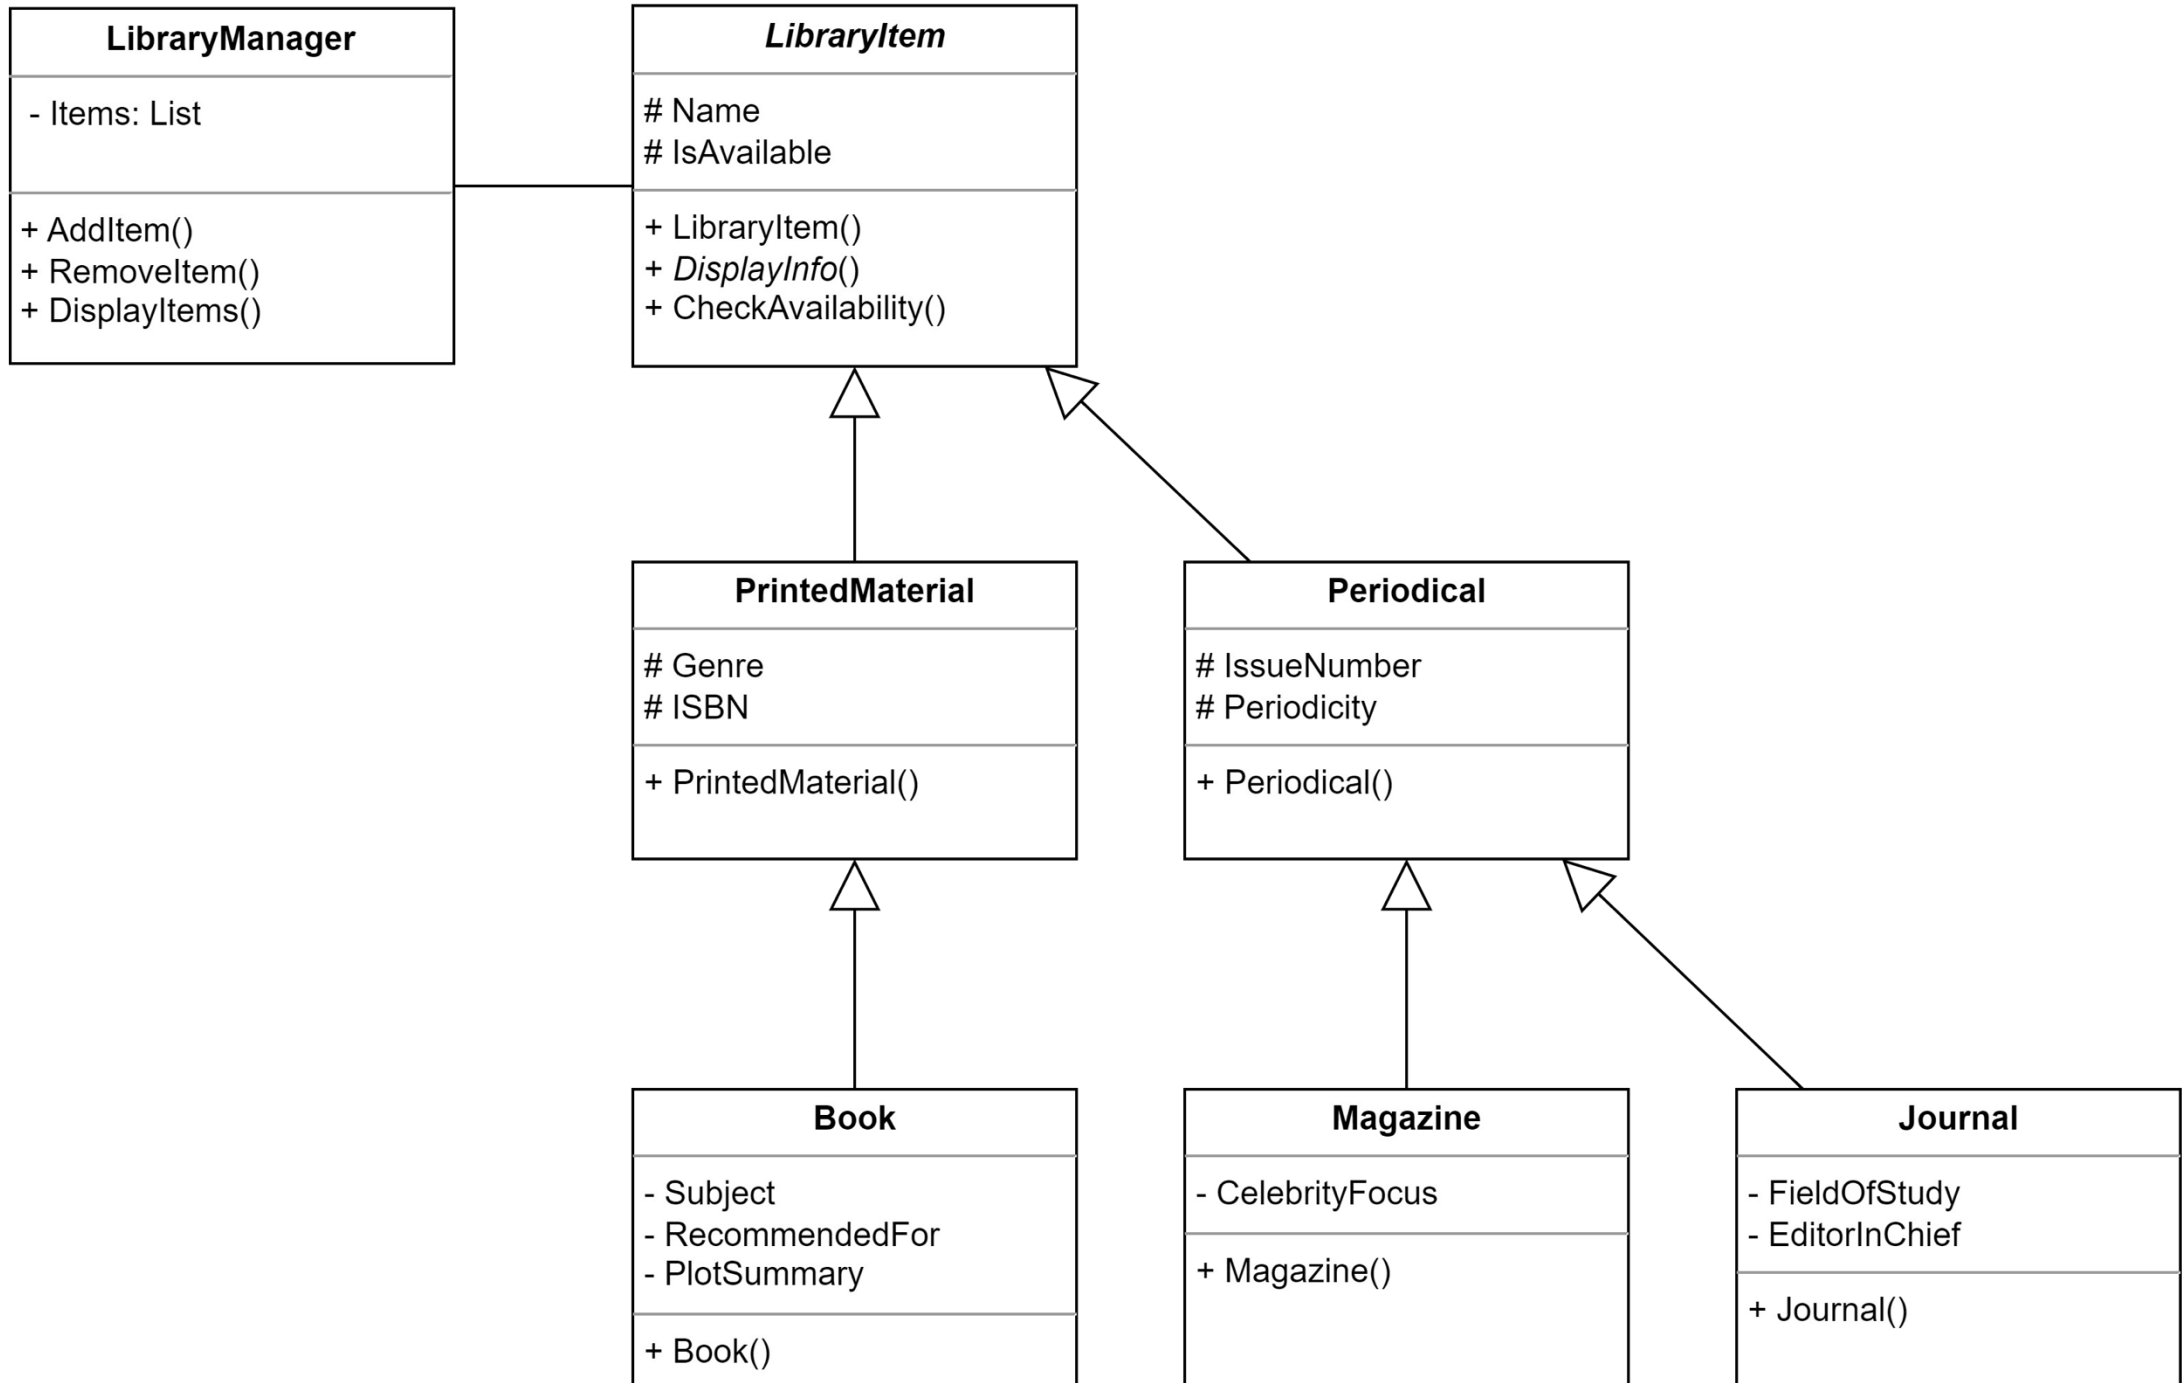 LibraryManager
- Items: List
+ AddItem()
+ RemoveItem()
+ DisplayItems()
LibraryItem
# Name
# IsAvailable
+ LibraryItem()
+ DisplayInfo()
+ CheckAvailability()
PrintedMaterial
# Genre
# ISBN
+ PrintedMaterial()
Periodical
# IssueNumber
# Periodicity
+ Periodical()
Book
- Subject
- RecommendedFor
- PlotSummary
+ Book()
Magazine
- CelebrityFocus
+ Magazine()
Journal
- FieldOfStudy
- EditorInChief
+ Journal()